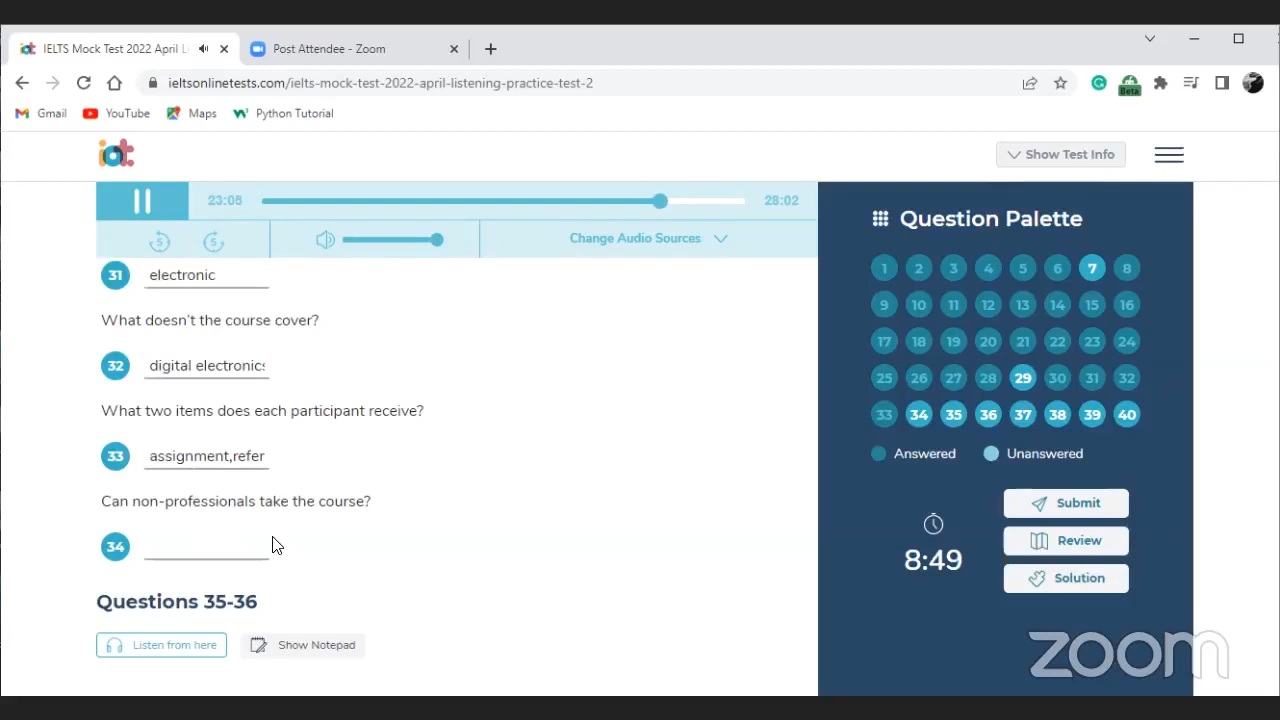 IELTS Mock Test 2022 April L
Post Attendee - Zoom
ieltsonlinetests.com/ielts-mock-test-2022-april-listening-practice-test-2
Beta
Gmail
YouTube
Maps
Python Tutorial
iot
Show Test Info
23:08
28:02
5
5
Change Audio Sources
31 electronic
What doesn't the course cover?
32 digital electronics
What two items does each participant receive?
33 assignment,refer
Can non-professionals take the course?
34
Questions 35-36
Listen from here
Show Notepad
Question Palette
1 2 3 4 5 6 7 8
9 10 11 12 13 14 15 16
17 18 19 20 21 22 23 24
25 26 27 28 29 30 31 32
33 34 35 36 37 38 39 40
Answered
Unanswered
8:49
Submit
Review
Solution
zoom